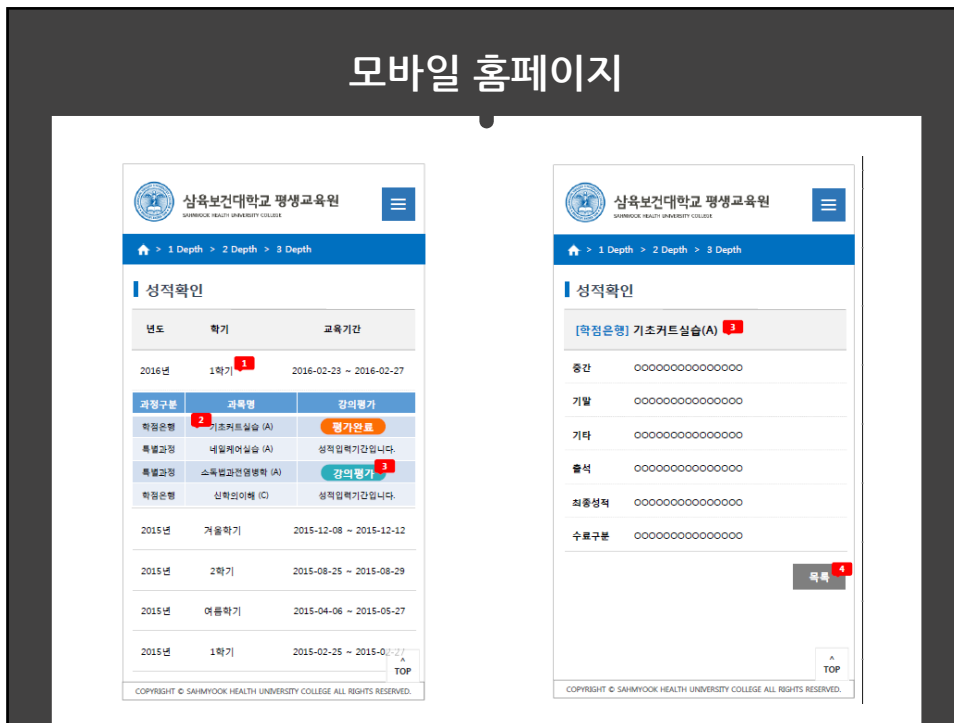 모바일 홈페이지
삼육보건대학교 평생교육원
SAHMYOOK HEALTH UNIVERSITY COLLEGE
> 1 Depth > 2 Depth > 3 Depth
성적확인
년도 학기 교육기간
2016년 1학기 1 2016-02-23 ~ 2016-02-27
과정구분 과목명 강의평가
학점은행 2 기초커트실습 (A) 평가완료
특별과정 네일케어실습 (A) 성적입력기간입니다.
특별과정 소독법과전염병학 (A) 강의평가 3
학점은행 신학의이해 (C) 성적입력기간입니다.
2015년 겨울학기 2015-12-08 ~ 2015-12-12
2015년 2학기 2015-08-25 ~ 2015-08-29
2015년 여름학기 2015-04-06 ~ 2015-05-27
2015년 1학기 2015-02-25 ~ 2015-02-27
^
TOP
COPYRIGHT © SAHMYOOK HEALTH UNIVERSITY COLLEGE ALL RIGHTS RESERVED.
삼육보건대학교 평생교육원
SAHMYOOK HEALTH UNIVERSITY COLLEGE
> 1 Depth > 2 Depth > 3 Depth
성적확인
[학점은행] 기초커트실습(A) 3
중간 OOOOOOOOOOOOOOO
기말 OOOOOOOOOOOOOOO
기타 OOOOOOOOOOOOOOO
출석 OOOOOOOOOOOOOOO
최종성적 OOOOOOOOOOOOOOO
수료구분 OOOOOOOOOOOOOOO
목록 4
^
TOP
COPYRIGHT © SAHMYOOK HEALTH UNIVERSITY COLLEGE ALL RIGHTS RESERVED.